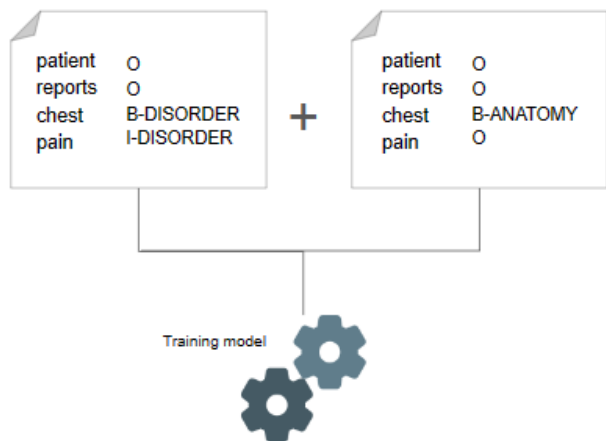 patient O
reports O
chest B-DISORDER
pain I-DISORDER
+
patient O
reports O
chest B-ANATOMY
pain O
Training model